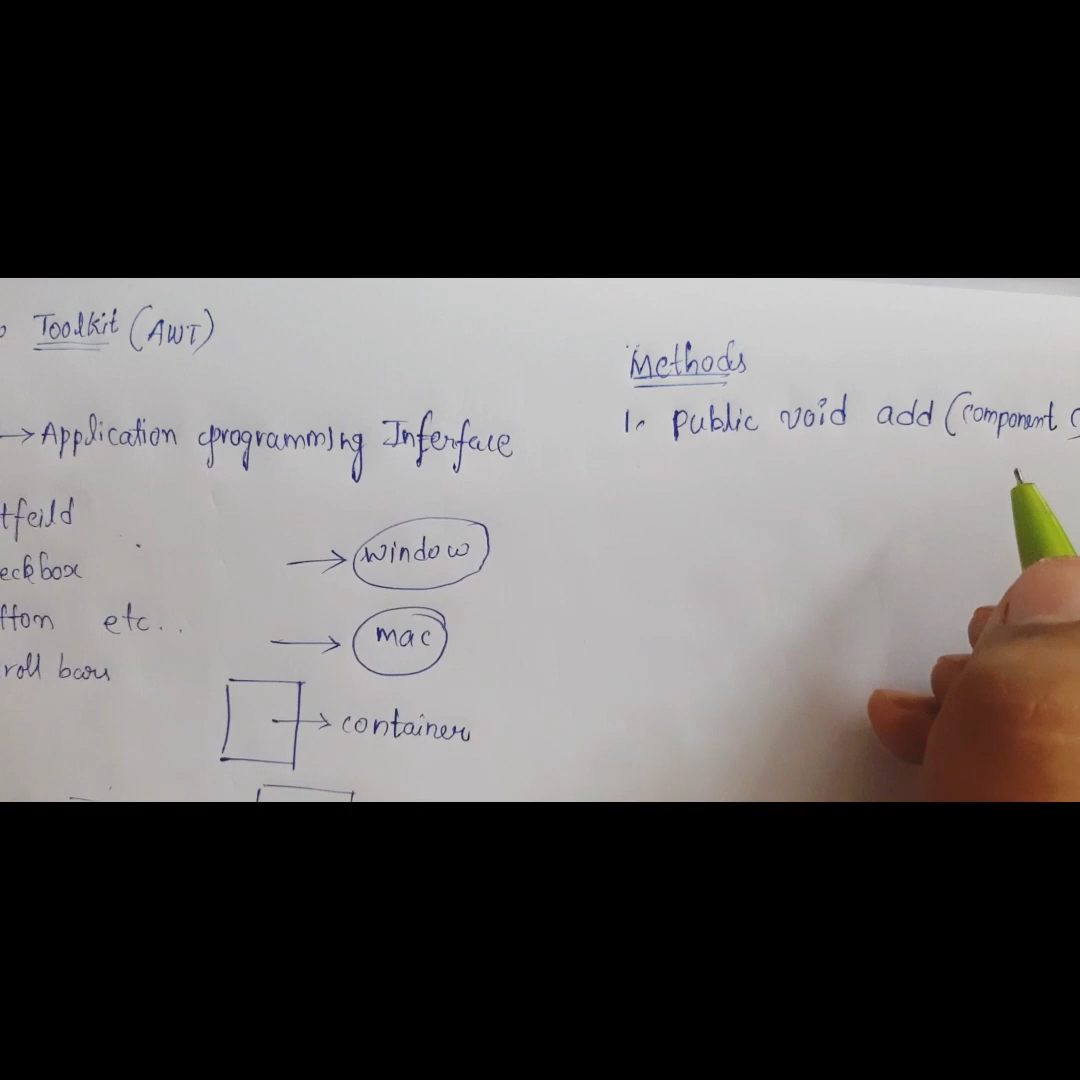 Toolkit (AWT)
→ Application programming Inferface
tfeild
eckbox
tton etc..
roll bars
→ window
→ mac
→ container
Methods
1. public void add (component c